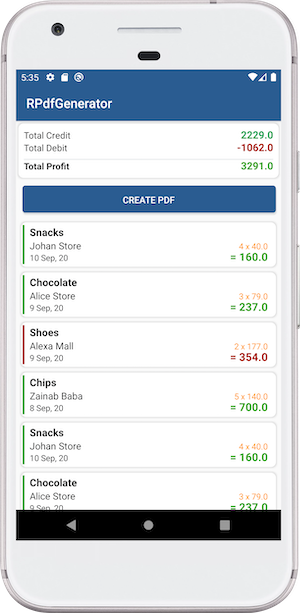 5:35
RPdfGenerator
Total Credit 2229.0
Total Debit -1062.0
Total Profit 3291.0
CREATE PDF
Snacks
Johan Store 4 x 40.0
10 Sep, 20 = 160.0
Chocolate
Alice Store 3 x 79.0
9 Sep, 20 = 237.0
Shoes
Alexa Mall 2 x 177.0
9 Sep, 20 = 354.0
Chips
Zainab Baba 5 x 140.0
8 Sep, 20 = 700.0
Snacks
Johan Store 4 x 40.0
10 Sep, 20 = 160.0
Chocolate
Alice Store 3 x 79.0
9 Sep, 20 = 237.0